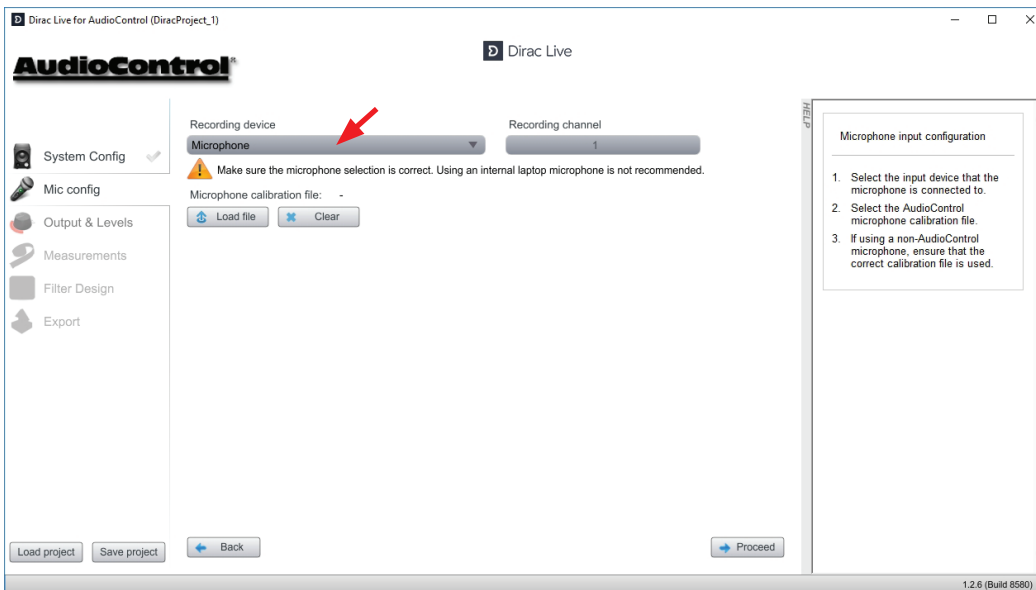 Dirac Live for AudioControl (DiracProject_1)
AudioControl®
Dirac Live
System Config
Mic config
Output & Levels
Measurements
Filter Design
Export
Load project
Save project
Recording device
Recording channel
Microphone
1
Make sure the microphone selection is correct. Using an internal laptop microphone is not recommended.
Microphone calibration file: -
Load file
Clear
Back
Proceed
HELP
Microphone input configuration
1. Select the input device that the
microphone is connected to.
2. Select the AudioControl
microphone calibration file.
3. If using a non-AudioControl
microphone, ensure that the
correct calibration file is used.
1.2.6 (Build 8580)